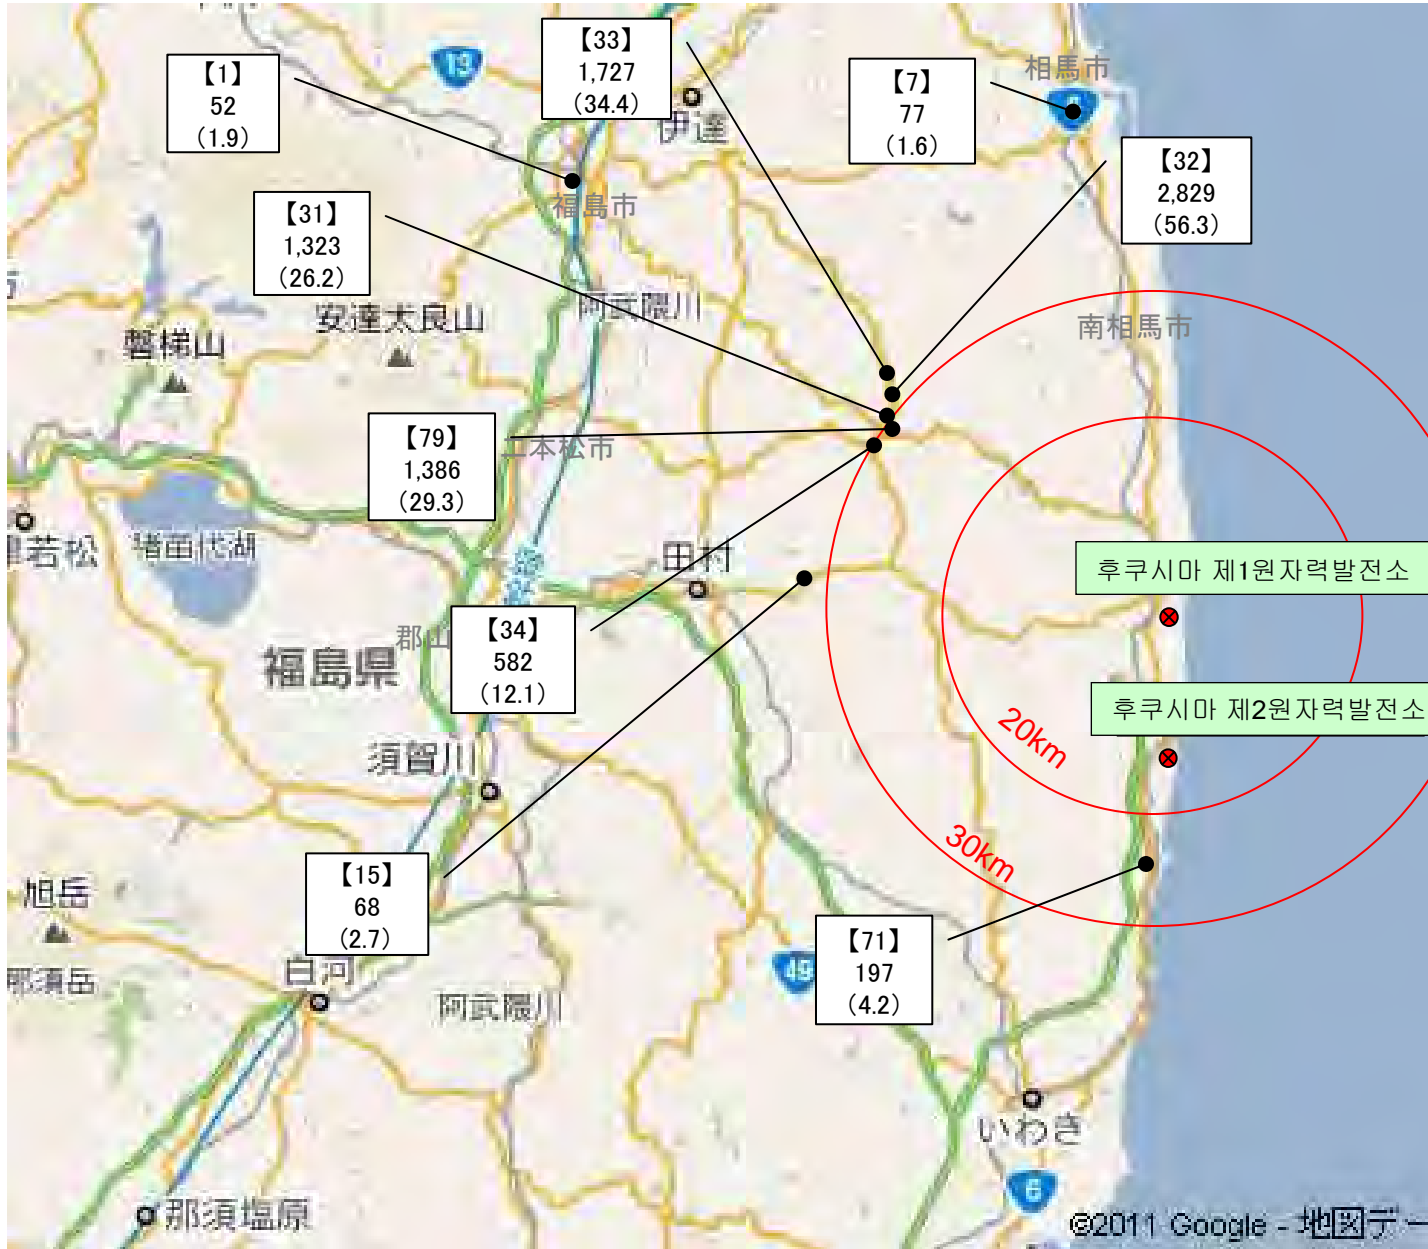 【33】
1,727
(34.4)
【1】
52
(1.9)
13
伊達
【7】
77
(1.6)
相馬市
【32】
2,829
(56.3)
福島市
【31】
1,323
(26.2)
阿武隈川
安達太良山
磐梯山
南相馬市
【79】
1,386
(29.3)
二本松市
若松
猪苗代湖
田村
후쿠시마 제1원자력발전소
【34】
582
(12.1)
郡山
福島県
후쿠시마 제2원자력발전소
20km
須賀川
30km
【15】
68
(2.7)
旭岳
【71】
197
(4.2)
49
白河
那須岳
阿武隈川
いわき
6
那須塩原
©2011 Google - 地図デー